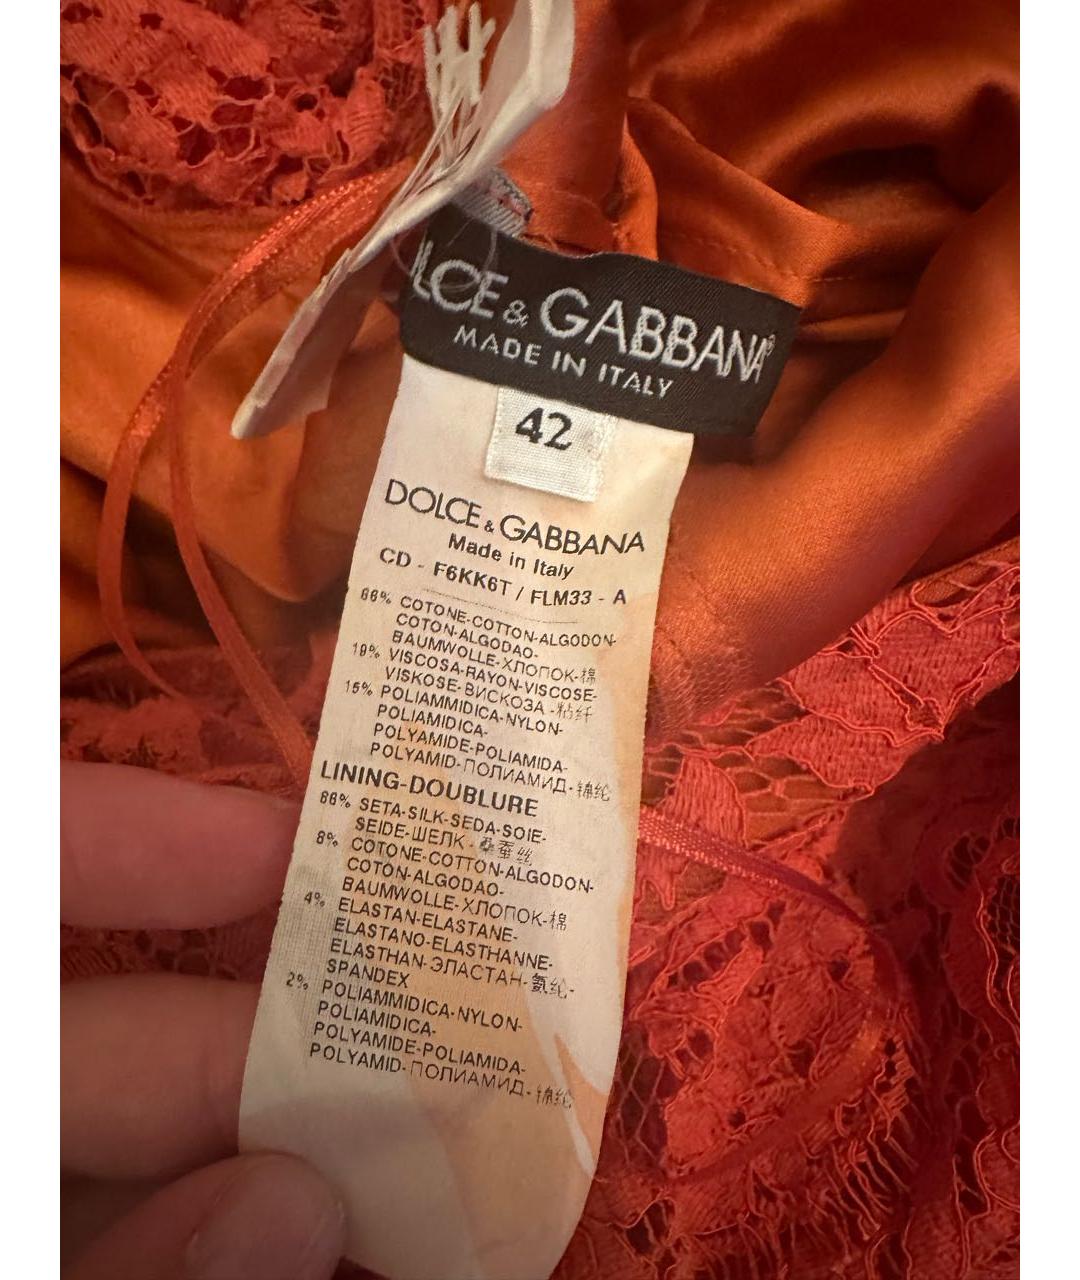 LCE & GABBANA
MADE IN ITALY
42
DOLCE & GABBANA
Made in Italy
CD - F6KK6T / FLM33 - A
66% COTONE-COTTON-ALGODON-
COTON-ALGODAO-
BAUMWOLLE-ХЛОПОК-棉
19% VISCOSA-RAYON-VISCOSE-
VISKOSE-ВИСКОЗА-粘纤
15% POLIAMMIDICA-NYLON-
POLIAMIDICA-
POLYAMIDE-POLIAMIDA-
POLYAMID-ПОЛИАМИД-锦纶
LINING-DOUBLURE
86% SETA-SILK-SEDA-SOIE-
SEIDE-ШЕЛК-桑蚕丝
8% COTONE-COTTON-ALGODON-
COTON-ALGODAO-
BAUMWOLLE-ХЛОПОК-棉
4% ELASTAN-ELASTANE-
ELASTANO-ELASTHANNE-
ELASTHAN-ЭЛАСТАН-氨纶-
SPANDEX
2% POLIAMMIDICA-NYLON-
POLIAMIDICA-
POLYAMIDE-POLIAMIDA-
POLYAMID-ПОЛИАМИД-锦纶